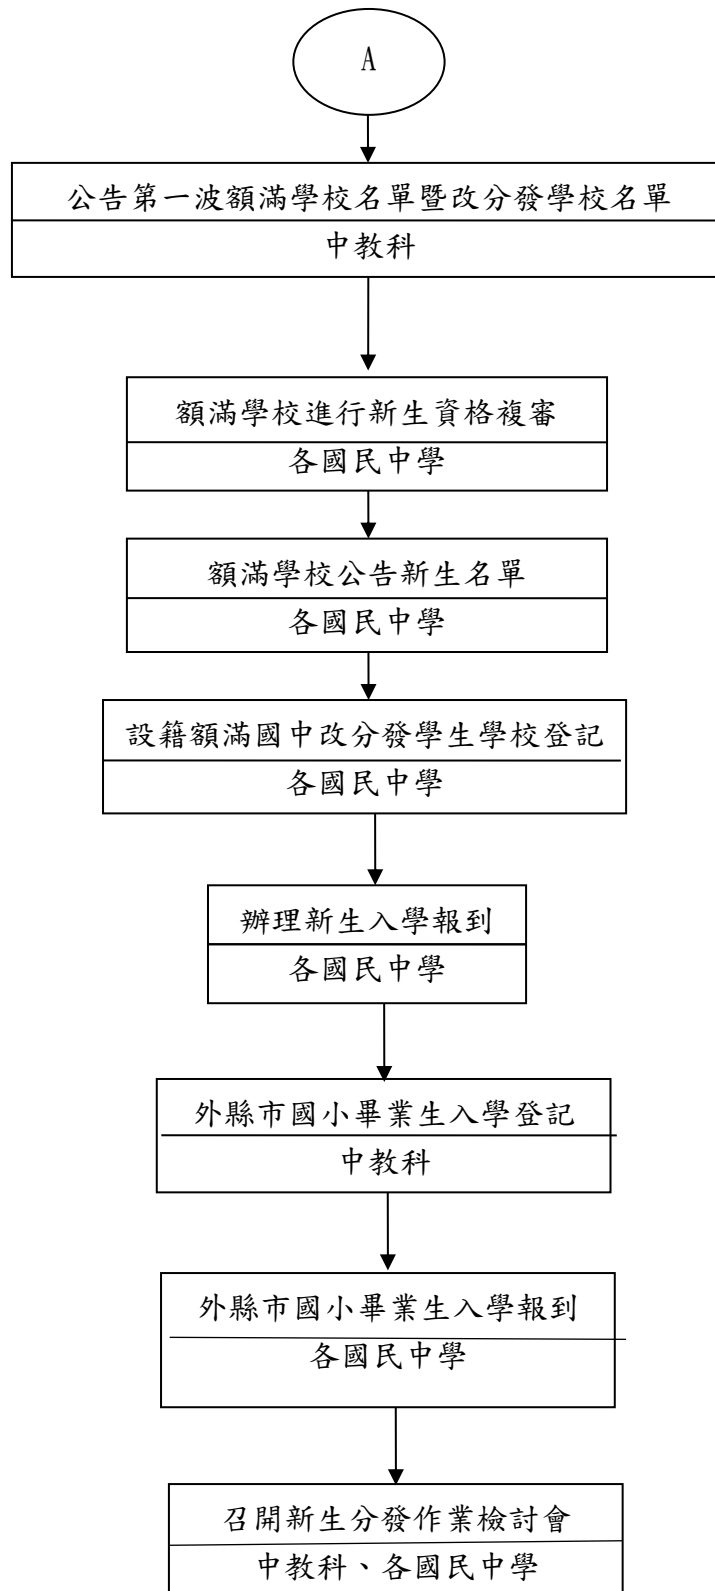 A
公告第一波額滿學校名單暨改分發學校名單
中教科
額滿學校進行新生資格複審
各國民中學
額滿學校公告新生名單
各國民中學
設籍額滿國中改分發學生學校登記
各國民中學
辦理新生入學報到
各國民中學
外縣市國小畢業生入學登記
中教科
外縣市國小畢業生入學報到
各國民中學
召開新生分發作業檢討會
中教科、各國民中學